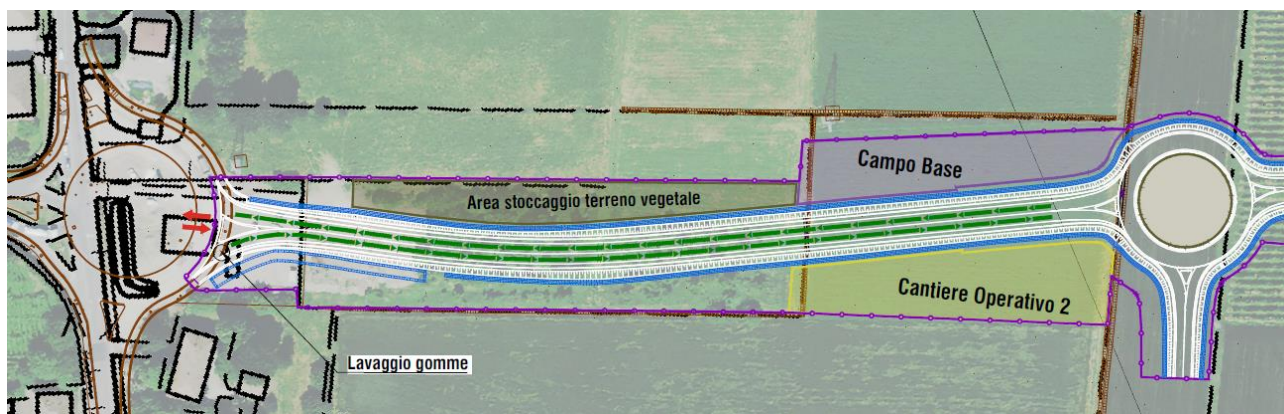 Campo Base
Area stoccaggio terreno vegetale
Cantiere Operativo 2
Lavaggio gomme